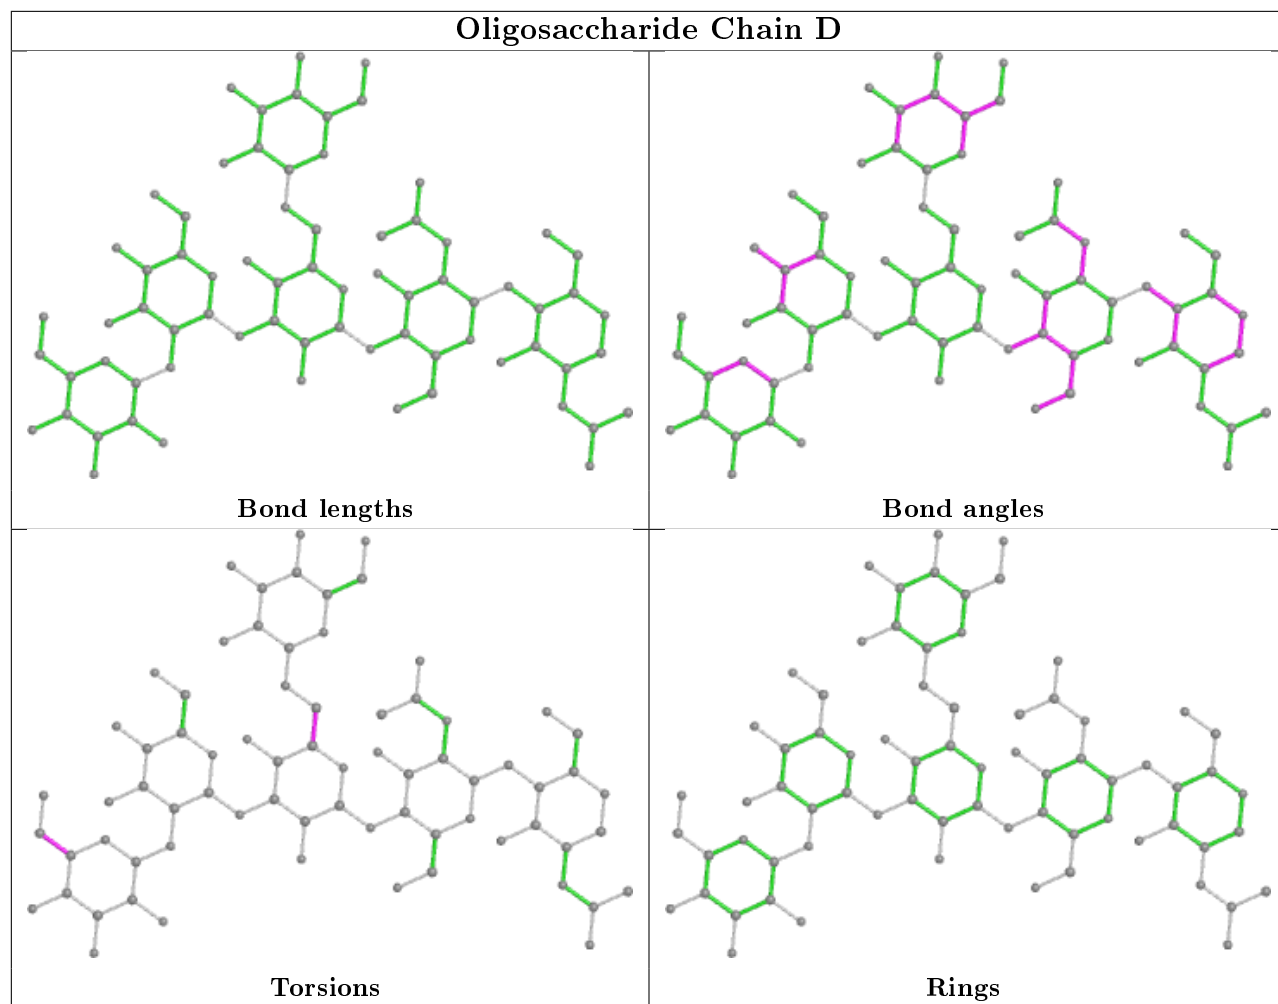 Oligosaccharide Chain D
Bond lengths
Bond angles
Torsions
Rings